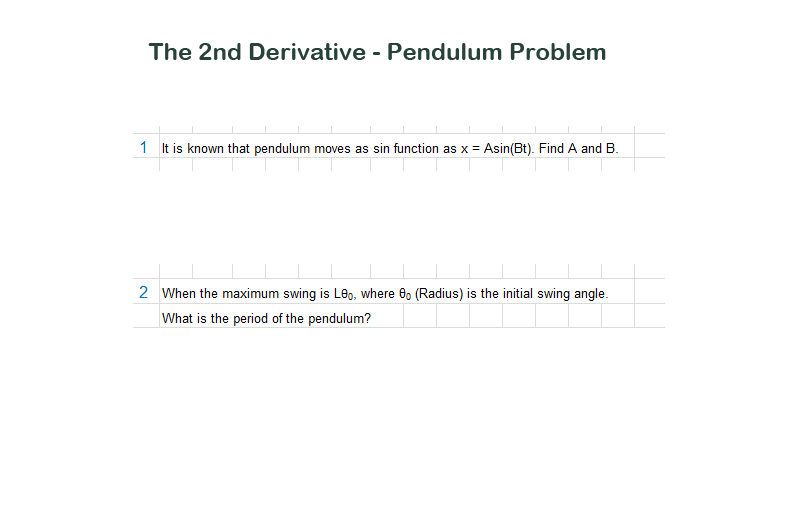 The 2nd Derivative - Pendulum Problem
1 It is known that pendulum moves as sin function as x = Asin(Bt). Find A and B.
2 When the maximum swing is Lθ₀, where θ₀ (Radius) is the initial swing angle.
What is the period of the pendulum?